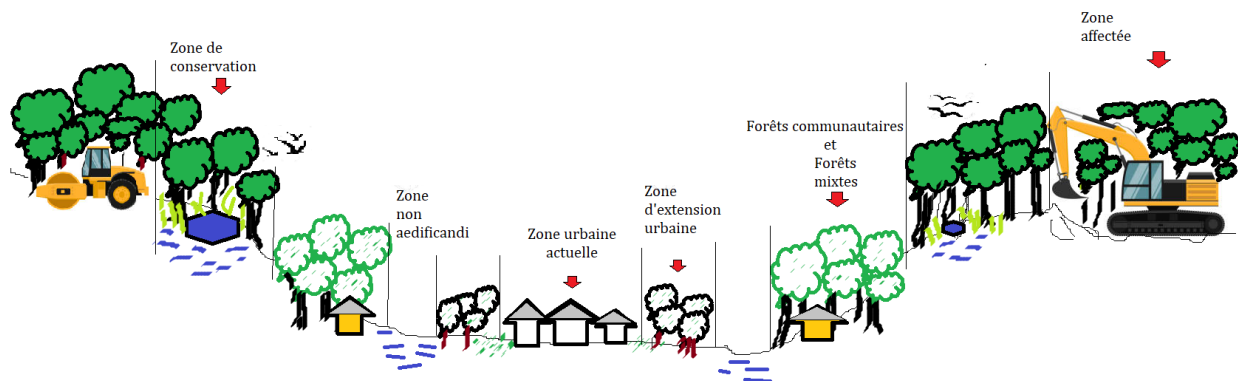 Zone de
conservation
Zone
non
aedificandi
Zone urbaine
actuelle
Zone
d'extension
urbaine
Forêts communautaires
et
Forêts
mixtes
Zone
affectée